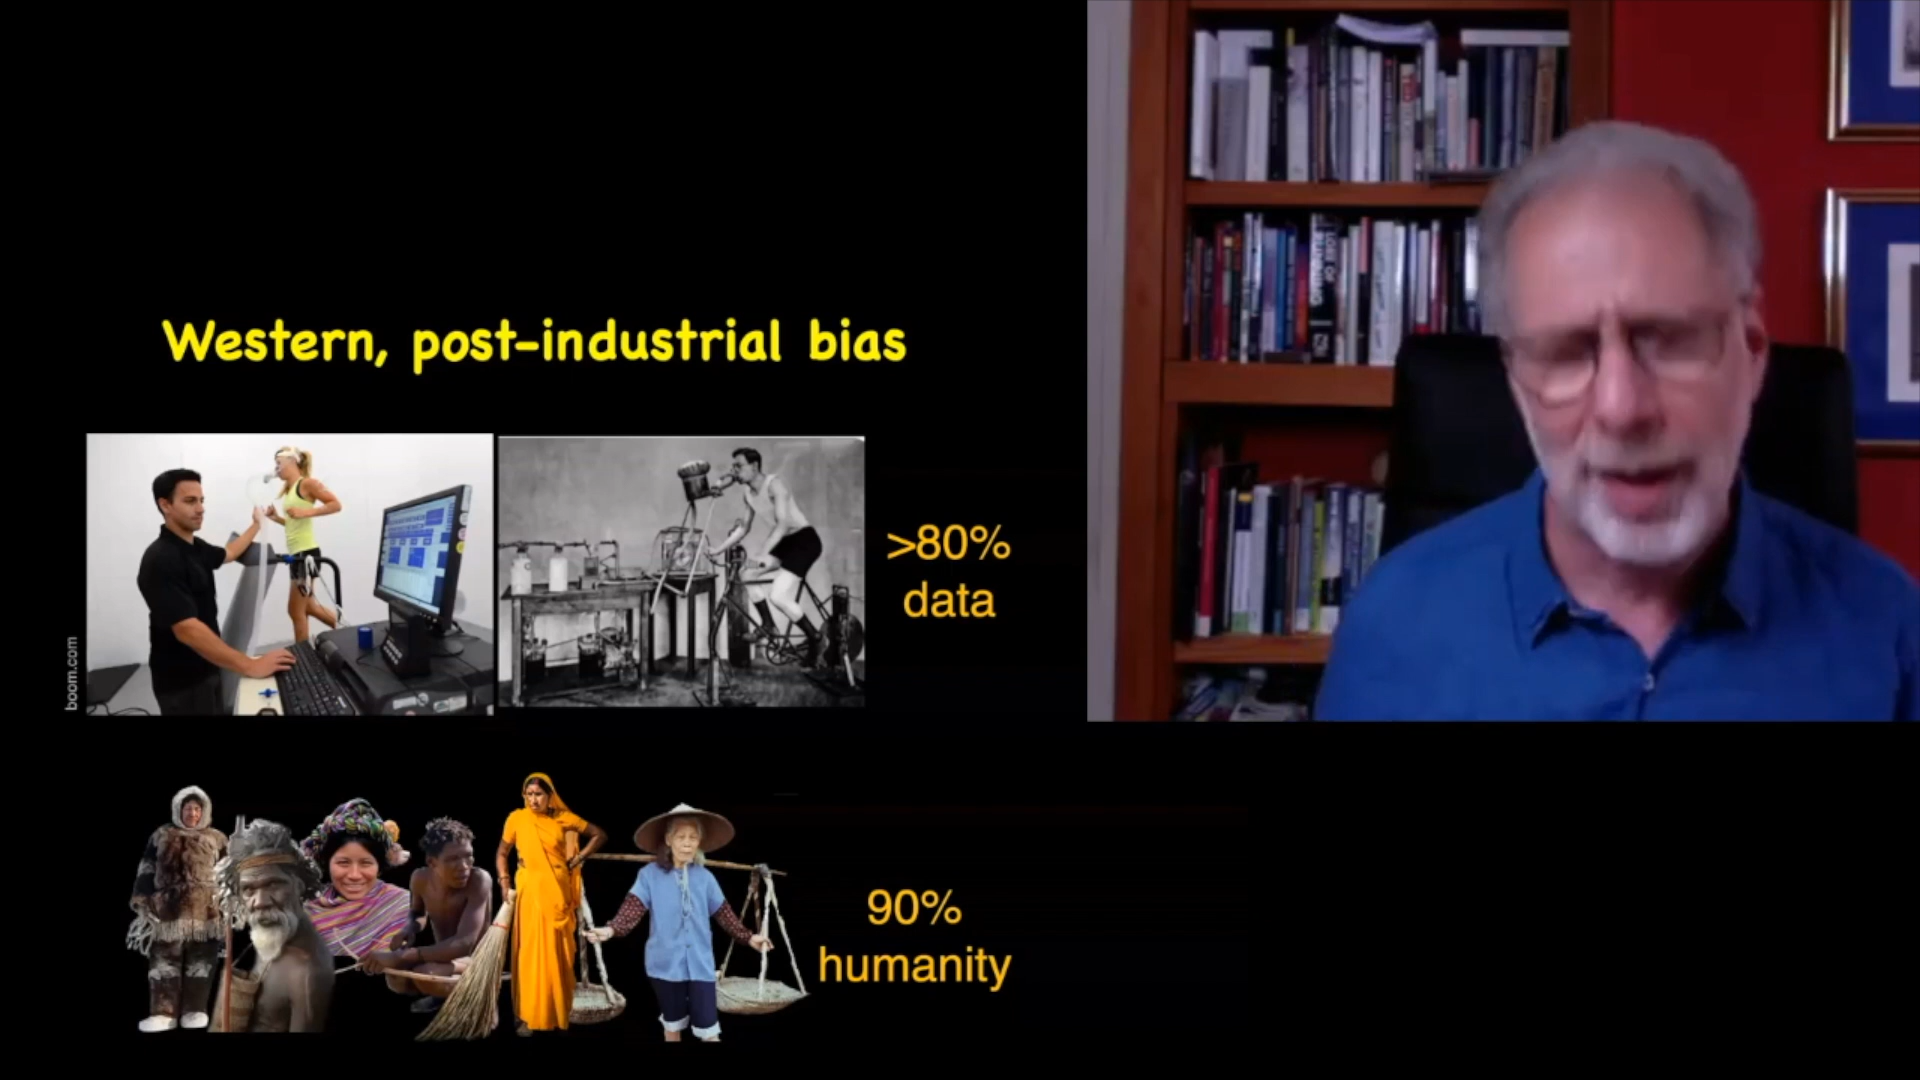 Western, post-industrial bias
>80%
data
boom.com
90%
humanity